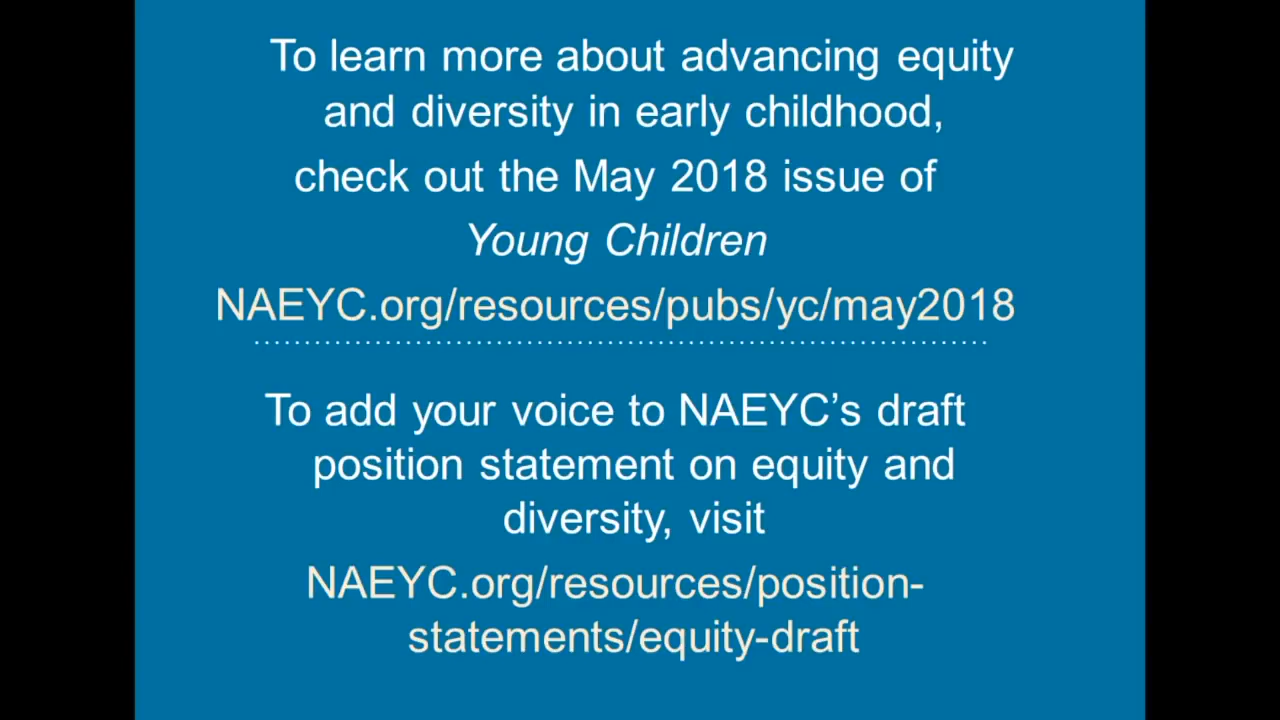 To learn more about advancing equity
and diversity in early childhood,
check out the May 2018 issue of
Young Children
NAEYC.org/resources/pubs/yc/may2018
To add your voice to NAEYC’s draft
position statement on equity and
diversity, visit
NAEYC.org/resources/position-
statements/equity-draft